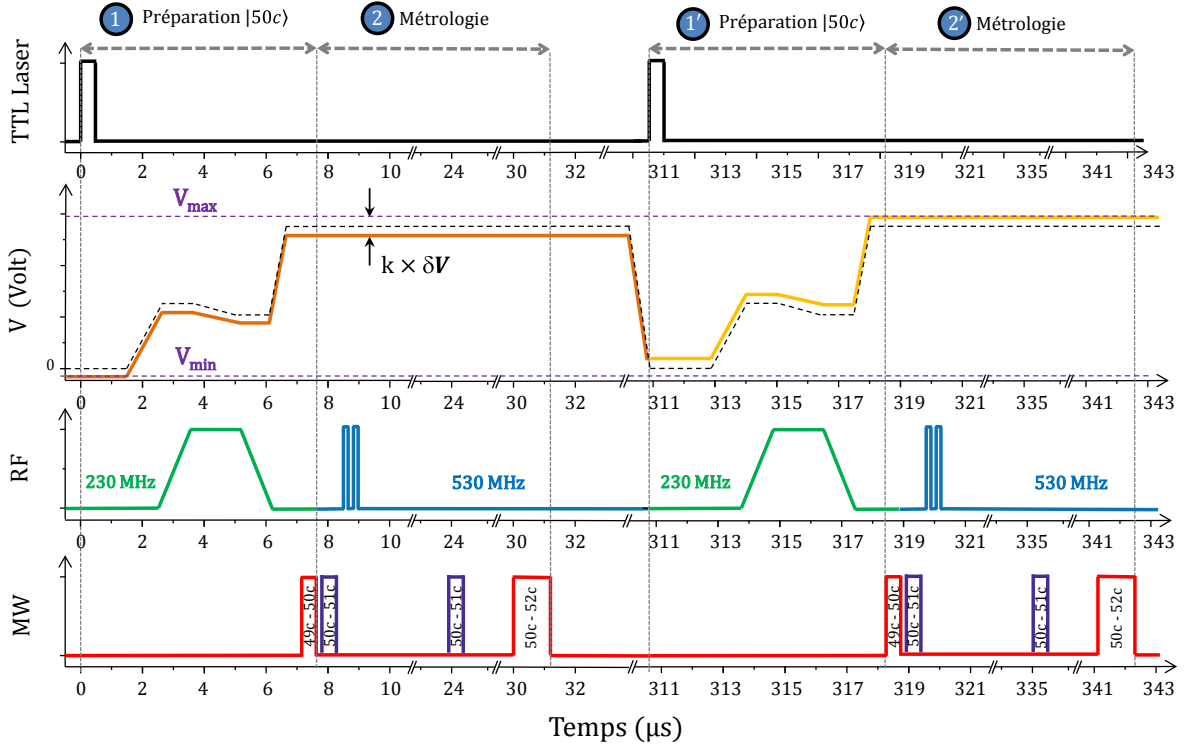 1 Préparation |50c⟩ 2 Métrologie 1' Préparation |50c⟩ 2' Métrologie
TTL Laser
0 2 4 6 8 10 24 30 32 311 313 315 317 319 321 335 341 343
V (Volt)
Vmax
k × δV
0
Vmin
0 2 4 6 8 10 24 30 32 311 313 315 317 319 321 335 341 343
RF
230 MHz 530 MHz 230 MHz 530 MHz
0 2 4 6 8 10 24 30 32 311 313 315 317 319 321 335 341 343
MW
49c - 50c 50c - 51c 50c - 51c 50c - 52c 49c - 50c 50c - 51c 50c - 51c 50c - 52c
0 2 4 6 8 10 24 30 32 311 313 315 317 319 321 335 341 343
Temps (μs)